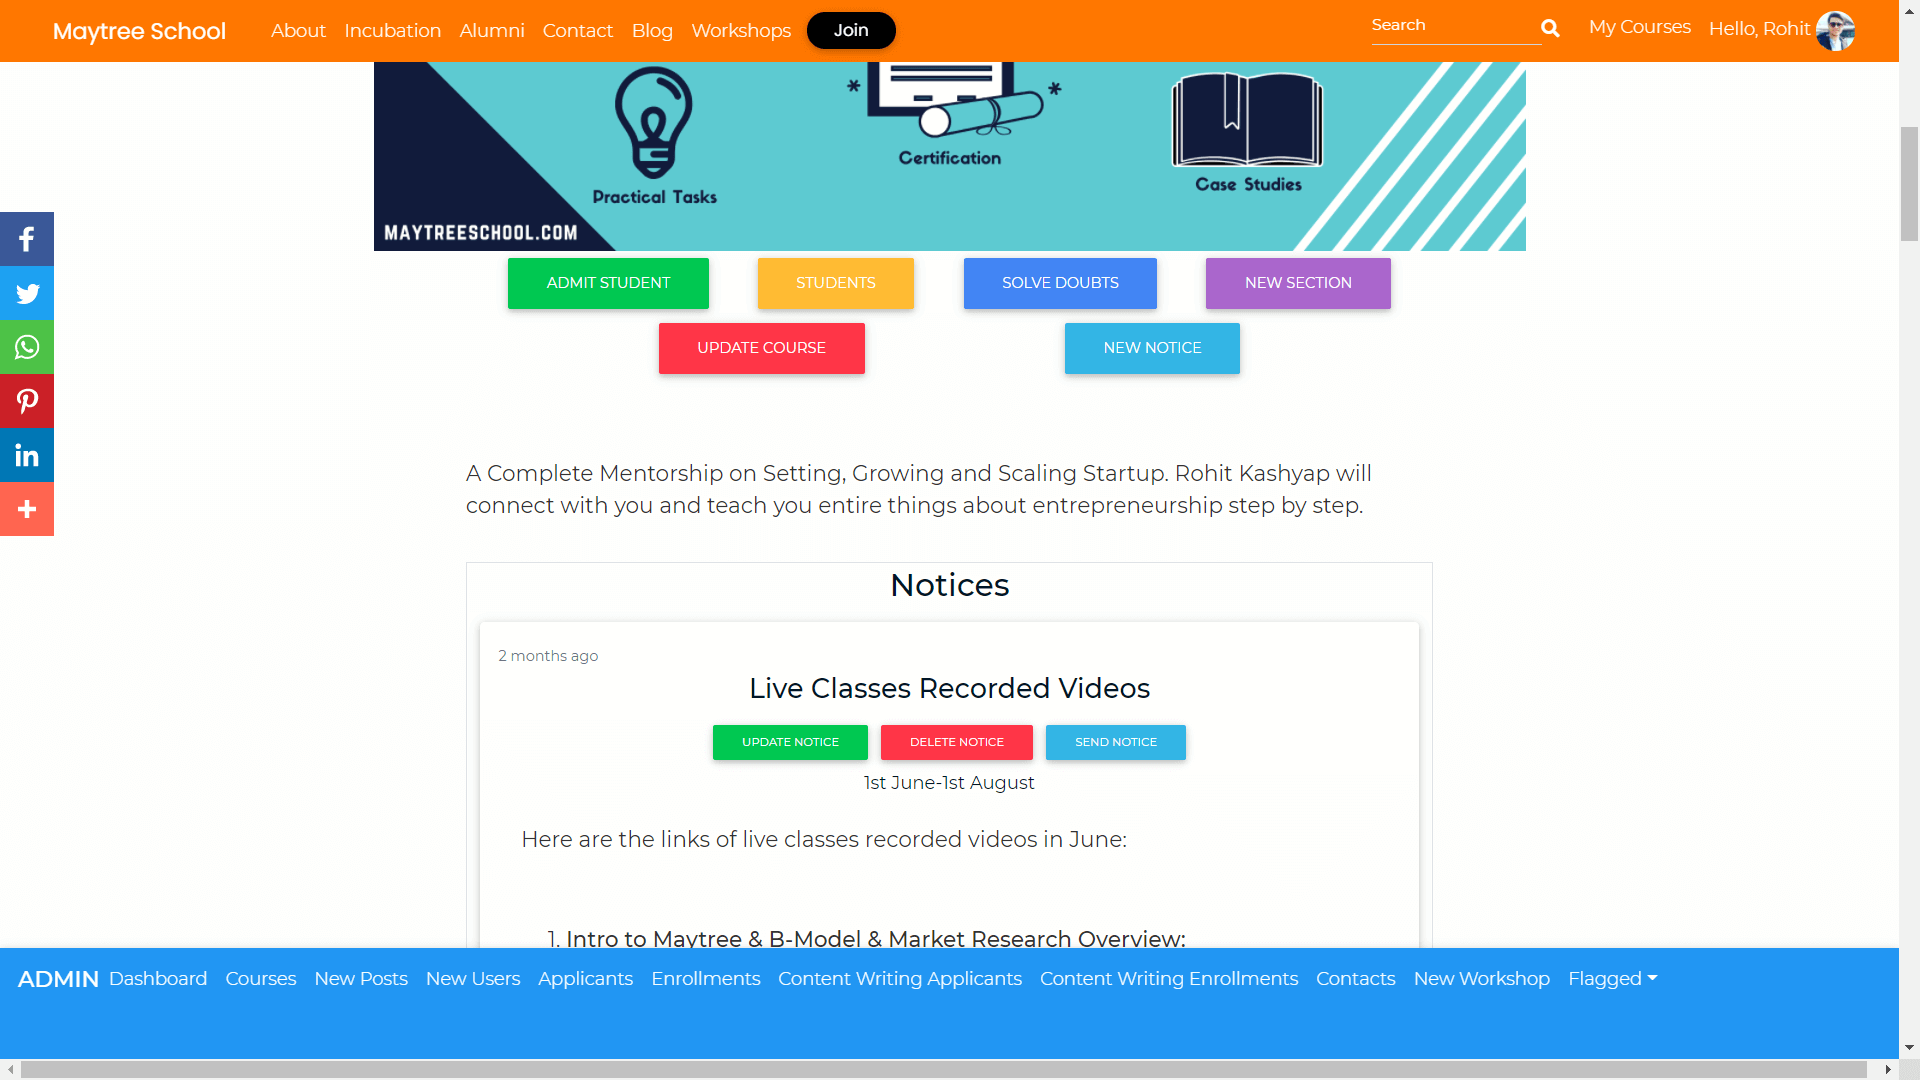 Maytree School About Incubation Alumni Contact Blog Workshops Join Search My Courses Hello, Rohit
Practical Tasks
Certification
Case Studies
MAYTREESCHOOL.COM
ADMIT STUDENT STUDENTS SOLVE DOUBTS NEW SECTION
UPDATE COURSE NEW NOTICE
A Complete Mentorship on Setting, Growing and Scaling Startup. Rohit Kashyap will
connect with you and teach you entire things about entrepreneurship step by step.
Notices
2 months ago
Live Classes Recorded Videos
UPDATE NOTICE DELETE NOTICE SEND NOTICE
1st June-1st August
Here are the links of live classes recorded videos in June:
1. Intro to Maytree & B-Model & Market Research Overview:
ADMIN Dashboard Courses New Posts New Users Applicants Enrollments Content Writing Applicants Content Writing Enrollments Contacts New Workshop Flagged